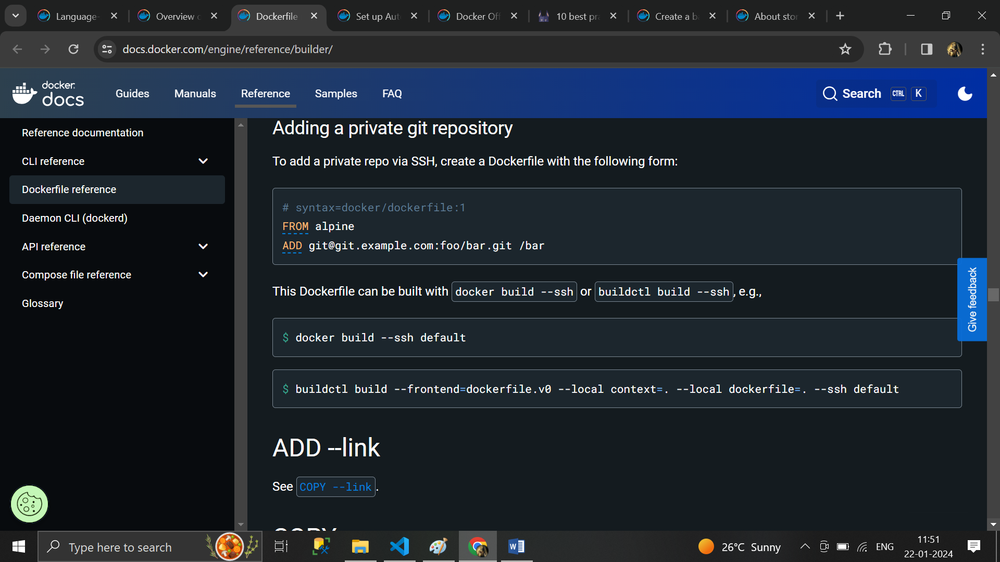 Language-
Overview c
Dockerfile
Set up Aut
Docker Off
10 best pra
Create a ba
About stor
docs.docker.com/engine/reference/builder/
docker
docs
Guides
Manuals
Reference
Samples
FAQ
Search
CTRL
K
Reference documentation
CLI reference
Dockerfile reference
Daemon CLI (dockerd)
API reference
Compose file reference
Glossary
Adding a private git repository
To add a private repo via SSH, create a Dockerfile with the following form:
# syntax=docker/dockerfile:1
FROM alpine
ADD git@git.example.com:foo/bar.git /bar
This Dockerfile can be built with docker build --ssh or buildctl build --ssh, e.g.,
$ docker build --ssh default
$ buildctl build --frontend=dockerfile.v0 --local context=. --local dockerfile=. --ssh default
ADD --link
See COPY --link.
COPY
Give feedback
Type here to search
26°C Sunny
ENG
11:51
22-01-2024